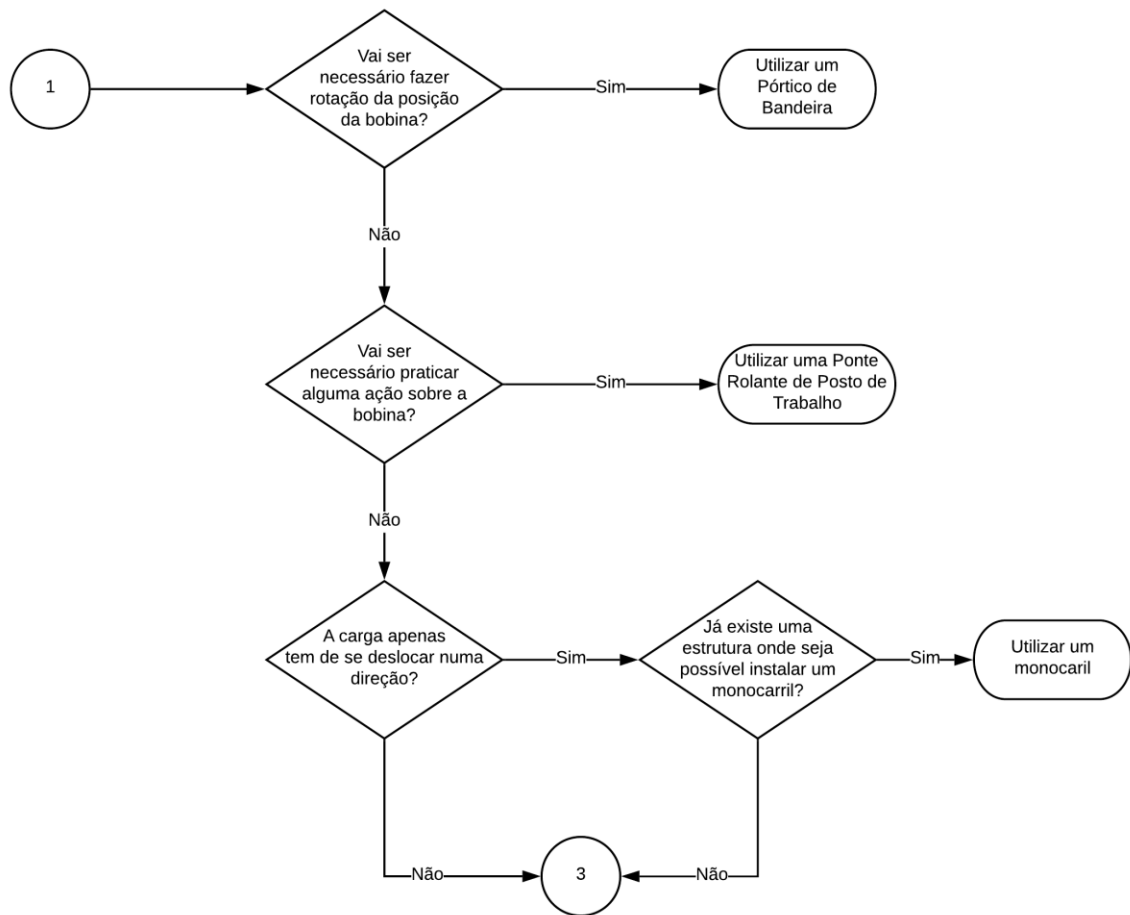 1
Vai ser
necessário fazer
rotação da posição
da bobina?
Sim
Utilizar um
Pórtico de
Bandeira
Não
Vai ser
necessário praticar
alguma ação sobre a
bobina?
Sim
Utilizar uma Ponte
Rolante de Posto de
Trabalho
Não
A carga apenas
tem de se deslocar numa
direção?
Sim
Já existe uma
estrutura onde seja
possível instalar um
monocarril?
Sim
Utilizar um
monocaril
Não
3
Não